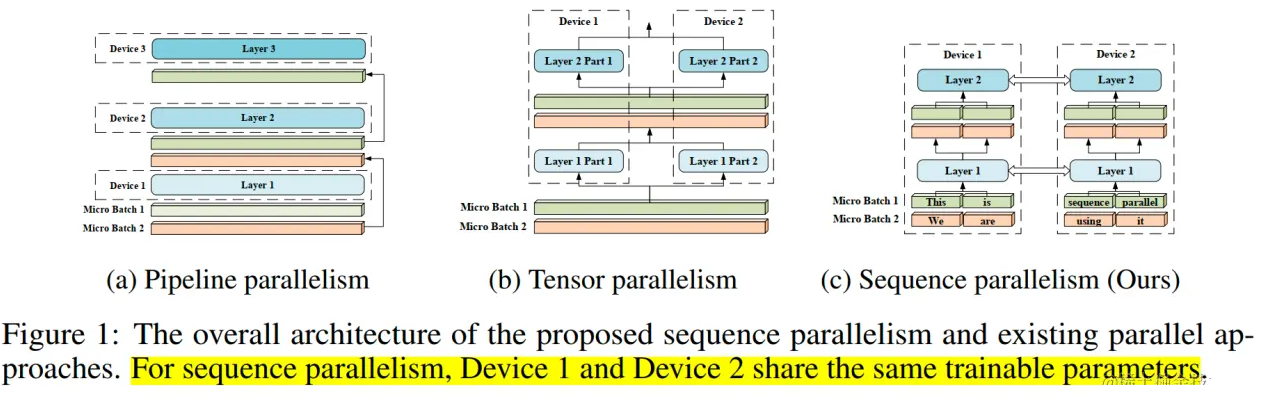 Device 3
Layer 3
Device 2
Layer 2
Device 1
Layer 1
Micro Batch 1
Micro Batch 2
(a) Pipeline parallelism
Device 1
Device 2
Layer 2 Part 1
Layer 2 Part 2
Layer 1 Part 1
Layer 1 Part 2
Micro Batch 1
Micro Batch 2
(b) Tensor parallelism
Device 1
Device 2
Layer 2
Layer 2
Layer 1
Layer 1
Micro Batch 1 This is sequence parallel
Micro Batch 2 We are using it
(c) Sequence parallelism (Ours)
Figure 1: The overall architecture of the proposed sequence parallelism and existing parallel ap-
proaches. For sequence parallelism, Device 1 and Device 2 share the same trainable parameters.